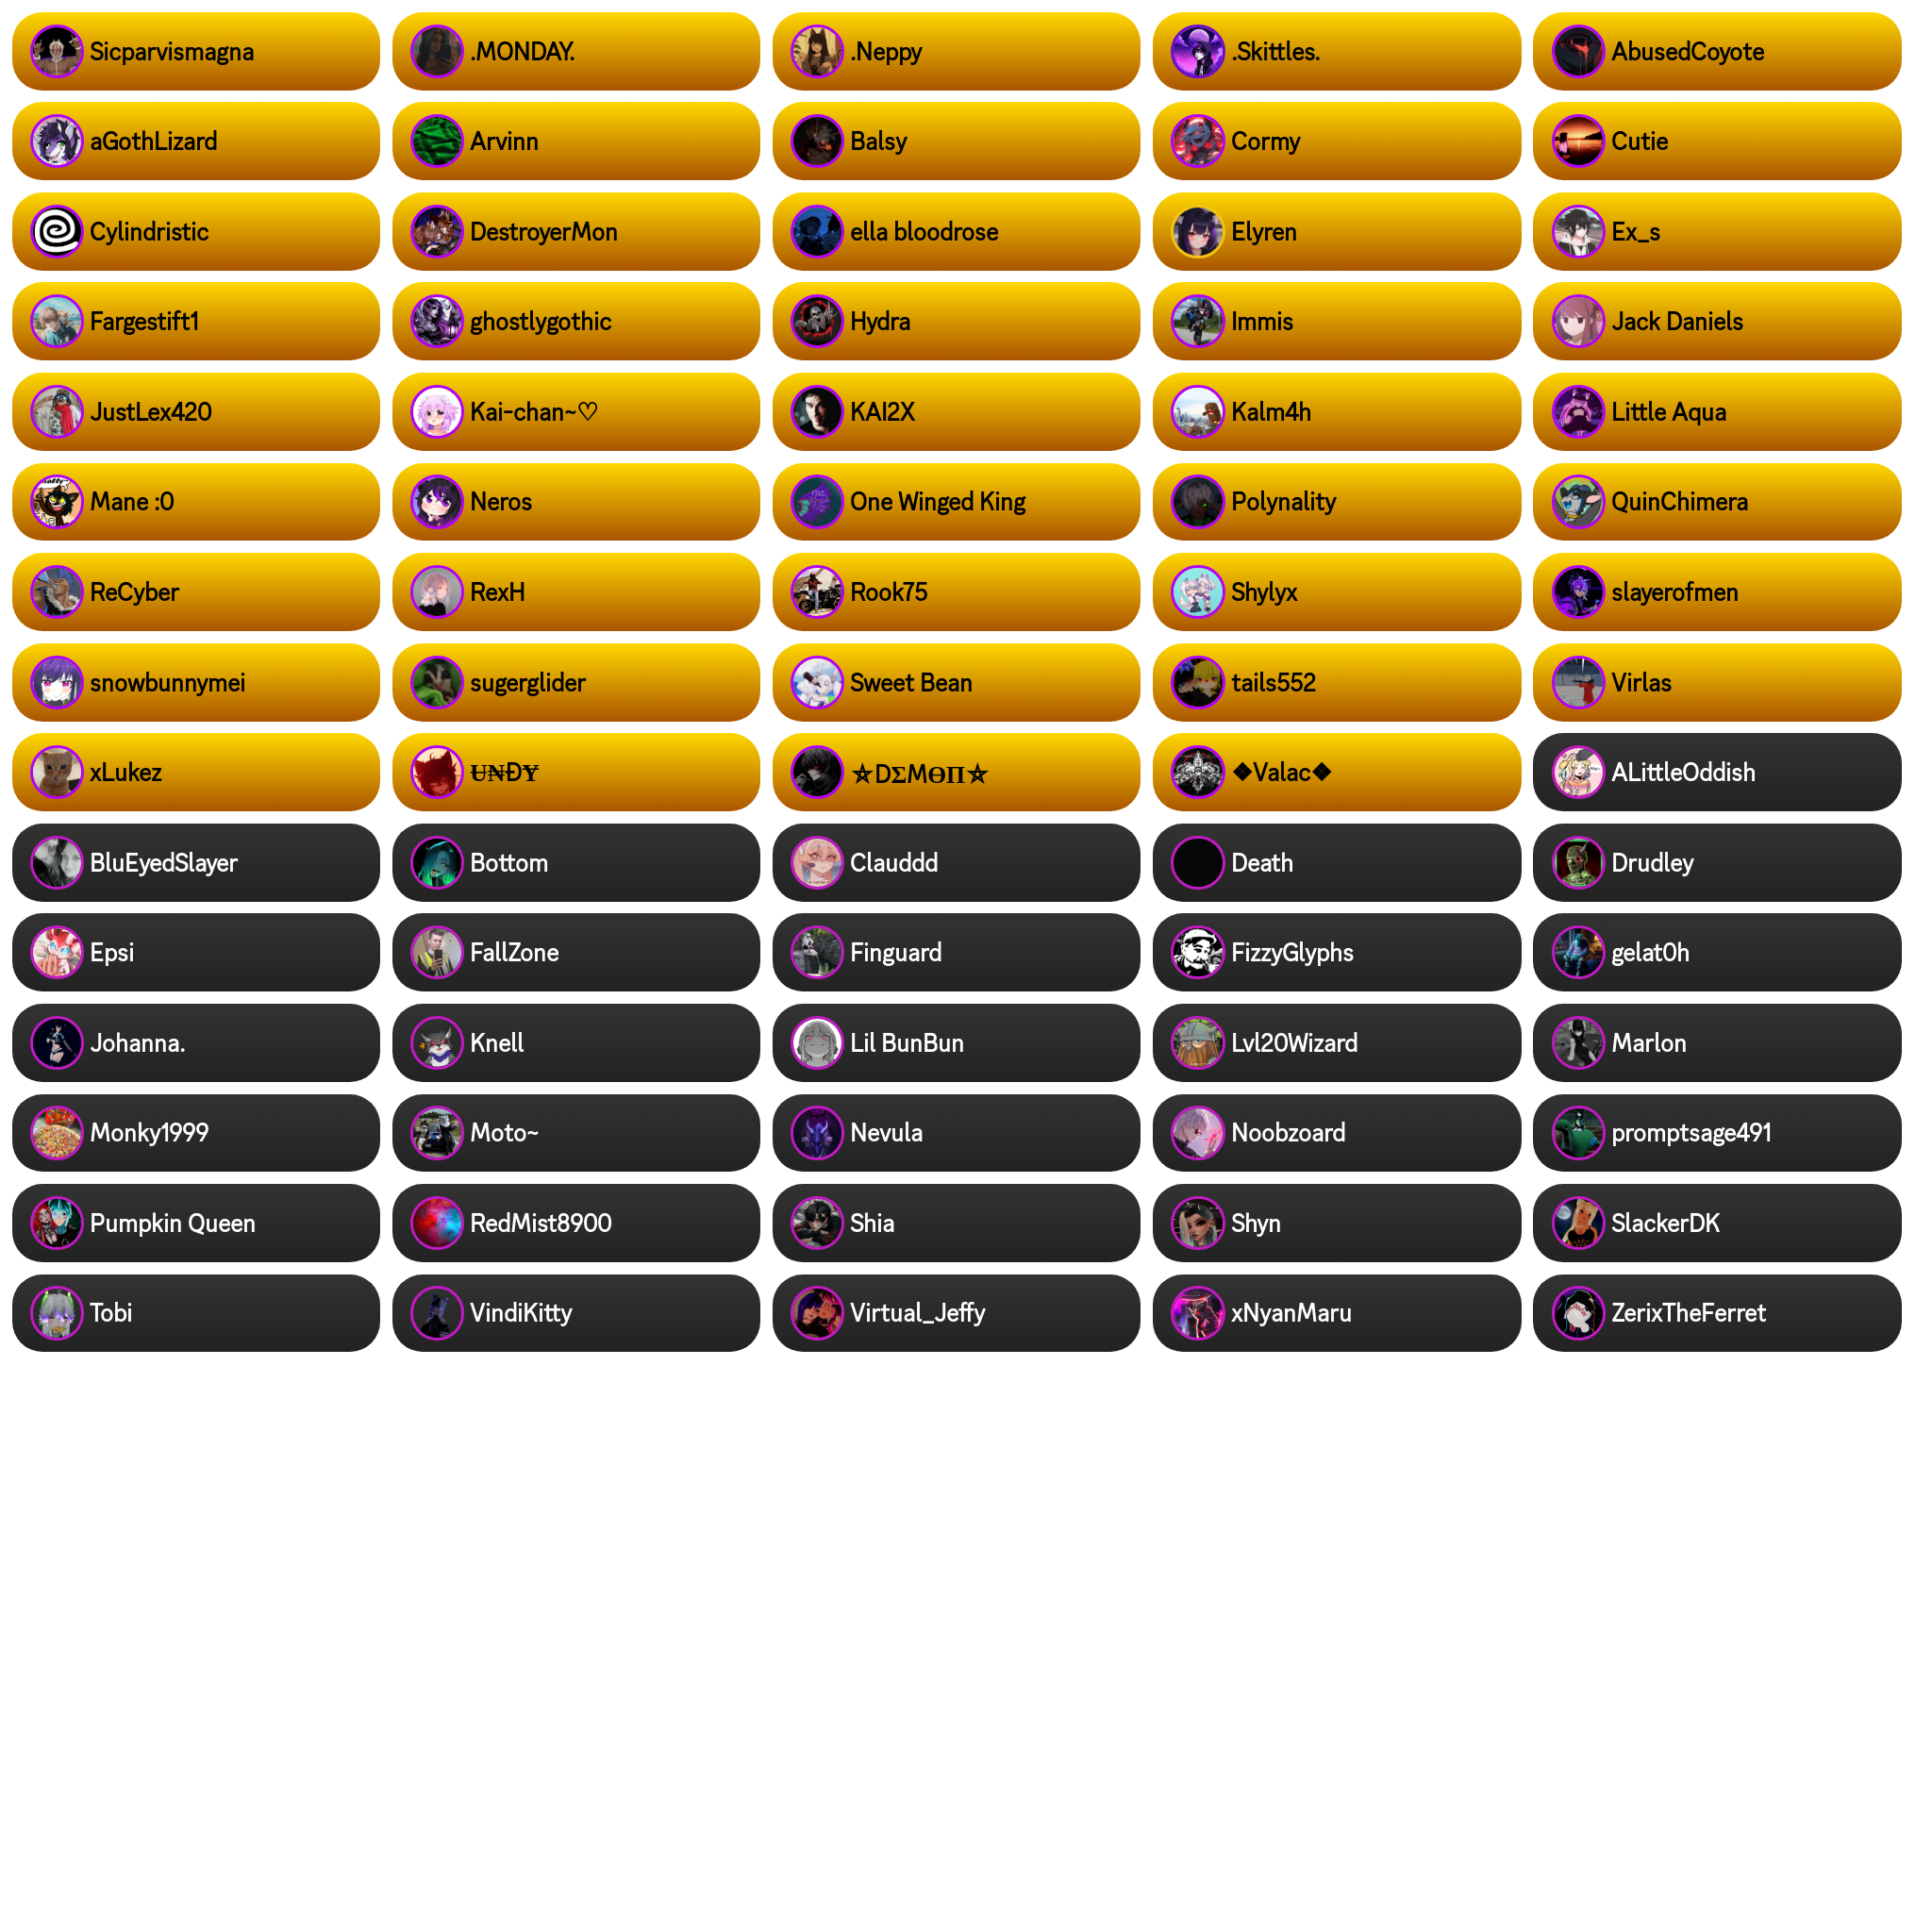 Sicparvismagna
.MONDAY.
.Neppy
.Skittles.
AbusedCoyote
aGothLizard
Arvinn
Balsy
Cormy
Cutie
Cylindristic
DestroyerMon
ella bloodrose
Elyren
Ex_s
Fargestift1
ghostlygothic
Hydra
Immis
Jack Daniels
JustLex420
Kai-chan~♡
KAI2X
Kalm4h
Little Aqua
Mane :0
Neros
One Winged King
Polynality
QuinChimera
ReCyber
RexH
Rook75
Shylyx
slayerofmen
snowbunnymei
sugerglider
Sweet Bean
tails552
Virlas
xLukez
U̶N̶ĐY̶
⛤DΣMӨΠ⛤
❖Valac❖
ALittleOddish
BluEyedSlayer
Bottom
Clauddd
Death
Drudley
Epsi
FallZone
Finguard
FizzyGlyphs
gelat0h
Johanna.
Knell
Lil BunBun
Lvl20Wizard
Marlon
Monky1999
Moto~
Nevula
Noobzoard
promptsage491
Pumpkin Queen
RedMist8900
Shia
Shyn
SlackerDK
Tobi
VindiKitty
Virtual_Jeffy
xNyanMaru
ZerixTheFerret